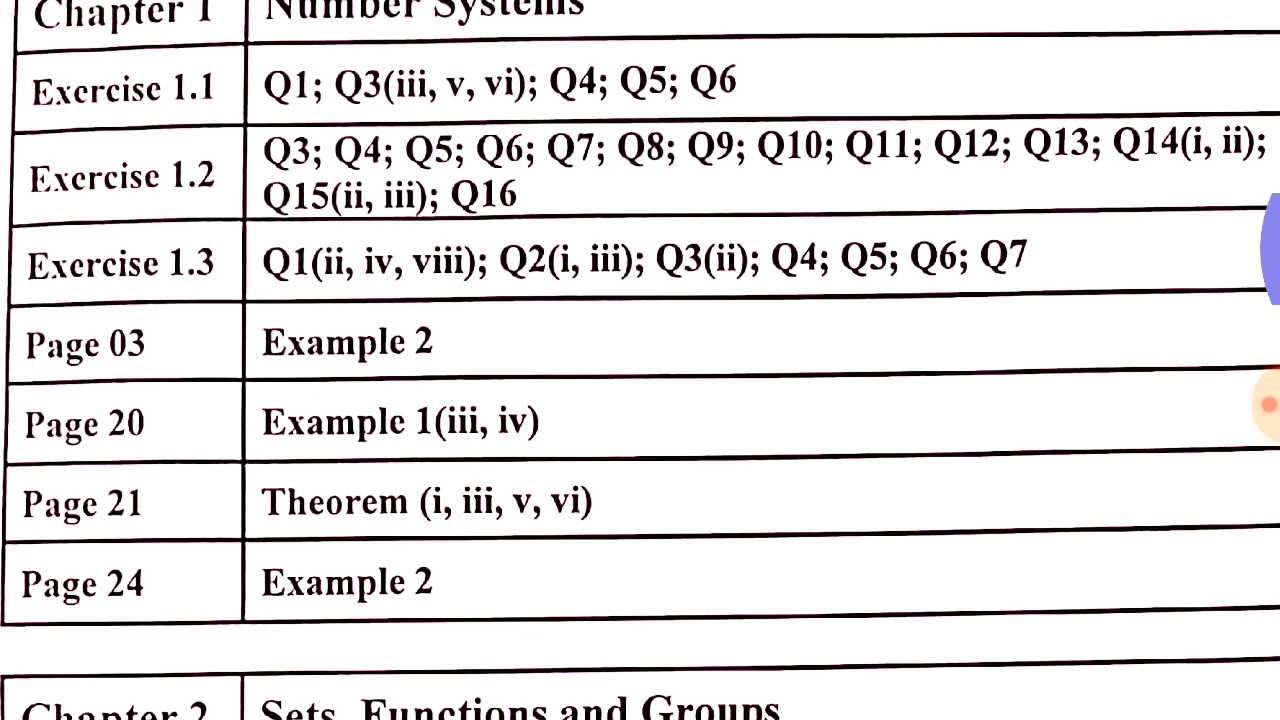 Chapter 1 Number Systems
Exercise 1.1 Q1; Q3(iii, v, vi); Q4; Q5; Q6
Exercise 1.2 Q3; Q4; Q5; Q6; Q7; Q8; Q9; Q10; Q11; Q12; Q13; Q14(i, ii);
Q15(ii, iii); Q16
Exercise 1.3 Q1(ii, iv, viii); Q2(i, iii); Q3(ii); Q4; Q5; Q6; Q7
Page 03 Example 2
Page 20 Example 1(iii, iv)
Page 21 Theorem (i, iii, v, vi)
Page 24 Example 2
Chapter 2 Sets, Functions and Groups